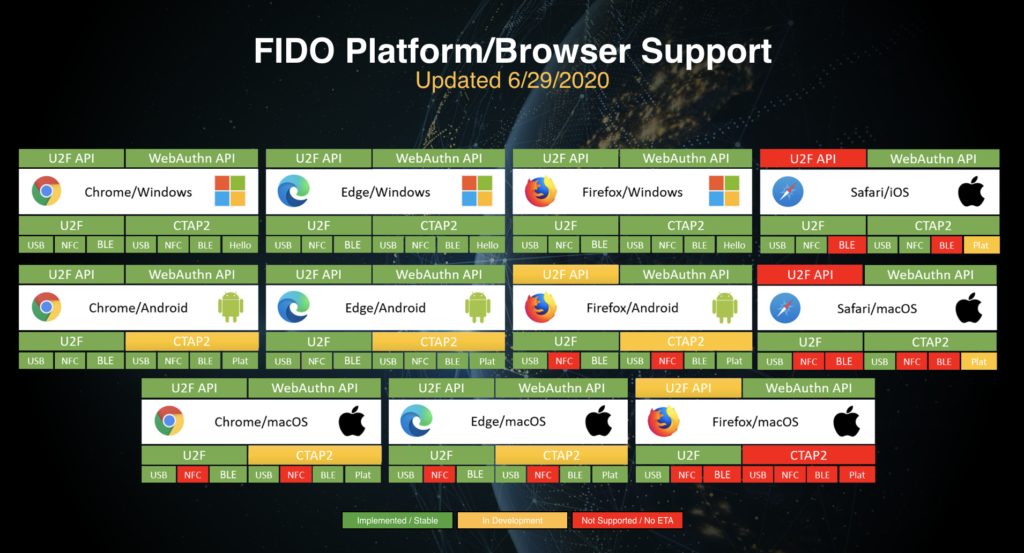 FIDO Platform/Browser Support
Updated 6/29/2020
U2F API WebAuthn API U2F API WebAuthn API U2F API WebAuthn API U2F API WebAuthn API
Chrome/Windows Edge/Windows Firefox/Windows Safari/iOS
U2F CTAP2 U2F CTAP2 U2F CTAP2 U2F CTAP2
USB NFC BLE USB NFC BLE Hello USB NFC BLE USB NFC BLE Hello USB NFC BLE USB NFC BLE Hello USB NFC BLE USB NFC BLE Plat
U2F API WebAuthn API U2F API WebAuthn API U2F API WebAuthn API U2F API WebAuthn API
Chrome/Android Edge/Android Firefox/Android Safari/macOS
U2F CTAP2 U2F CTAP2 U2F CTAP2 U2F CTAP2
USB NFC BLE USB NFC BLE Plat USB NFC BLE USB NFC BLE Plat USB NFC BLE USB NFC BLE Plat USB NFC BLE USB NFC BLE Plat
U2F API WebAuthn API U2F API WebAuthn API U2F API WebAuthn API
Chrome/macOS Edge/macOS Firefox/macOS
U2F CTAP2 U2F CTAP2 U2F CTAP2
USB NFC BLE USB NFC BLE Plat USB NFC BLE USB NFC BLE Plat USB NFC BLE USB NFC BLE Plat
Implemented / Stable In Development Not Supported / No ETA